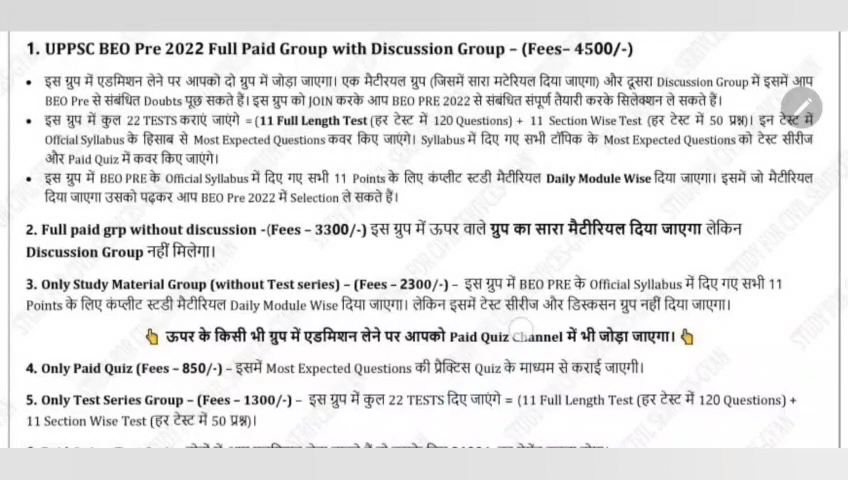 1. UPPSC BEO Pre 2022 Full Paid Group with Discussion Group – (Fees– 4500/-)
• इस ग्रुप में एडमिशन लेने पर आपको दो ग्रुप में जोड़ा जाएगा। एक मैटीरयल ग्रुप (जिसमें सारा मटेरियल दिया जाएगा) और दूसरा Discussion Group में इसमें आप
BEO Pre से संबंधित Doubts पूछ सकते हैं। इस ग्रुप को JOIN करके आप BEO PRE 2022 से संबंधित संपूर्ण तैयारी करके सिलेक्शन ले सकते हैं।
• इस ग्रुप में कुल 22 TESTS कराएं जाएंगे = (11 Full Length Test (हर टेस्ट में 120 Questions) + 11 Section Wise Test (हर टेस्ट में 50 प्रश्न)। इन टेस्ट में
Offcial Syllabus के हिसाब से Most Expected Questions कवर किए जाएंगे। Syllabus में दिए गए सभी टॉपिक के Most Expected Questions को टेस्ट सीरीज
और Paid Quiz में कवर किए जाएंगे।
• इस ग्रुप में BEO PRE के Official Syllabus में दिए गए सभी 11 Points के लिए कंप्लीट स्टडी मैटीरियल Daily Module Wise दिया जाएगा। इसमें जो मैटीरियल
दिया जाएगा उसको पढ़कर आप BEO Pre 2022 में Selection ले सकते हैं।
2. Full paid grp without discussion -(Fees – 3300/-) इस ग्रुप में ऊपर वाले ग्रुप का सारा मैटीरियल दिया जाएगा लेकिन
Discussion Group नहीं मिलेगा।
3. Only Study Material Group (without Test series) – (Fees – 2300/-) – इस ग्रुप में BEO PRE के Official Syllabus में दिए गए सभी 11
Points के लिए कंप्लीट स्टडी मैटीरियल Daily Module Wise दिया जाएगा। लेकिन इसमें टेस्ट सीरीज और डिस्कसन ग्रुप नहीं दिया जाएगा।
👆 ऊपर के किसी भी ग्रुप में एडमिशन लेने पर आपको Paid Quiz Channel में भी जोड़ा जाएगा। 👆
4. Only Paid Quiz (Fees – 850/-) – इसमें Most Expected Questions की प्रैक्टिस Quiz के माध्यम से कराई जाएगी।
5. Only Test Series Group – (Fees – 1300/-) – इस ग्रुप में कुल 22 TESTS दिए जाएंगे = (11 Full Length Test (हर टेस्ट में 120 Questions) +
11 Section Wise Test (हर टेस्ट में 50 प्रश्न)।